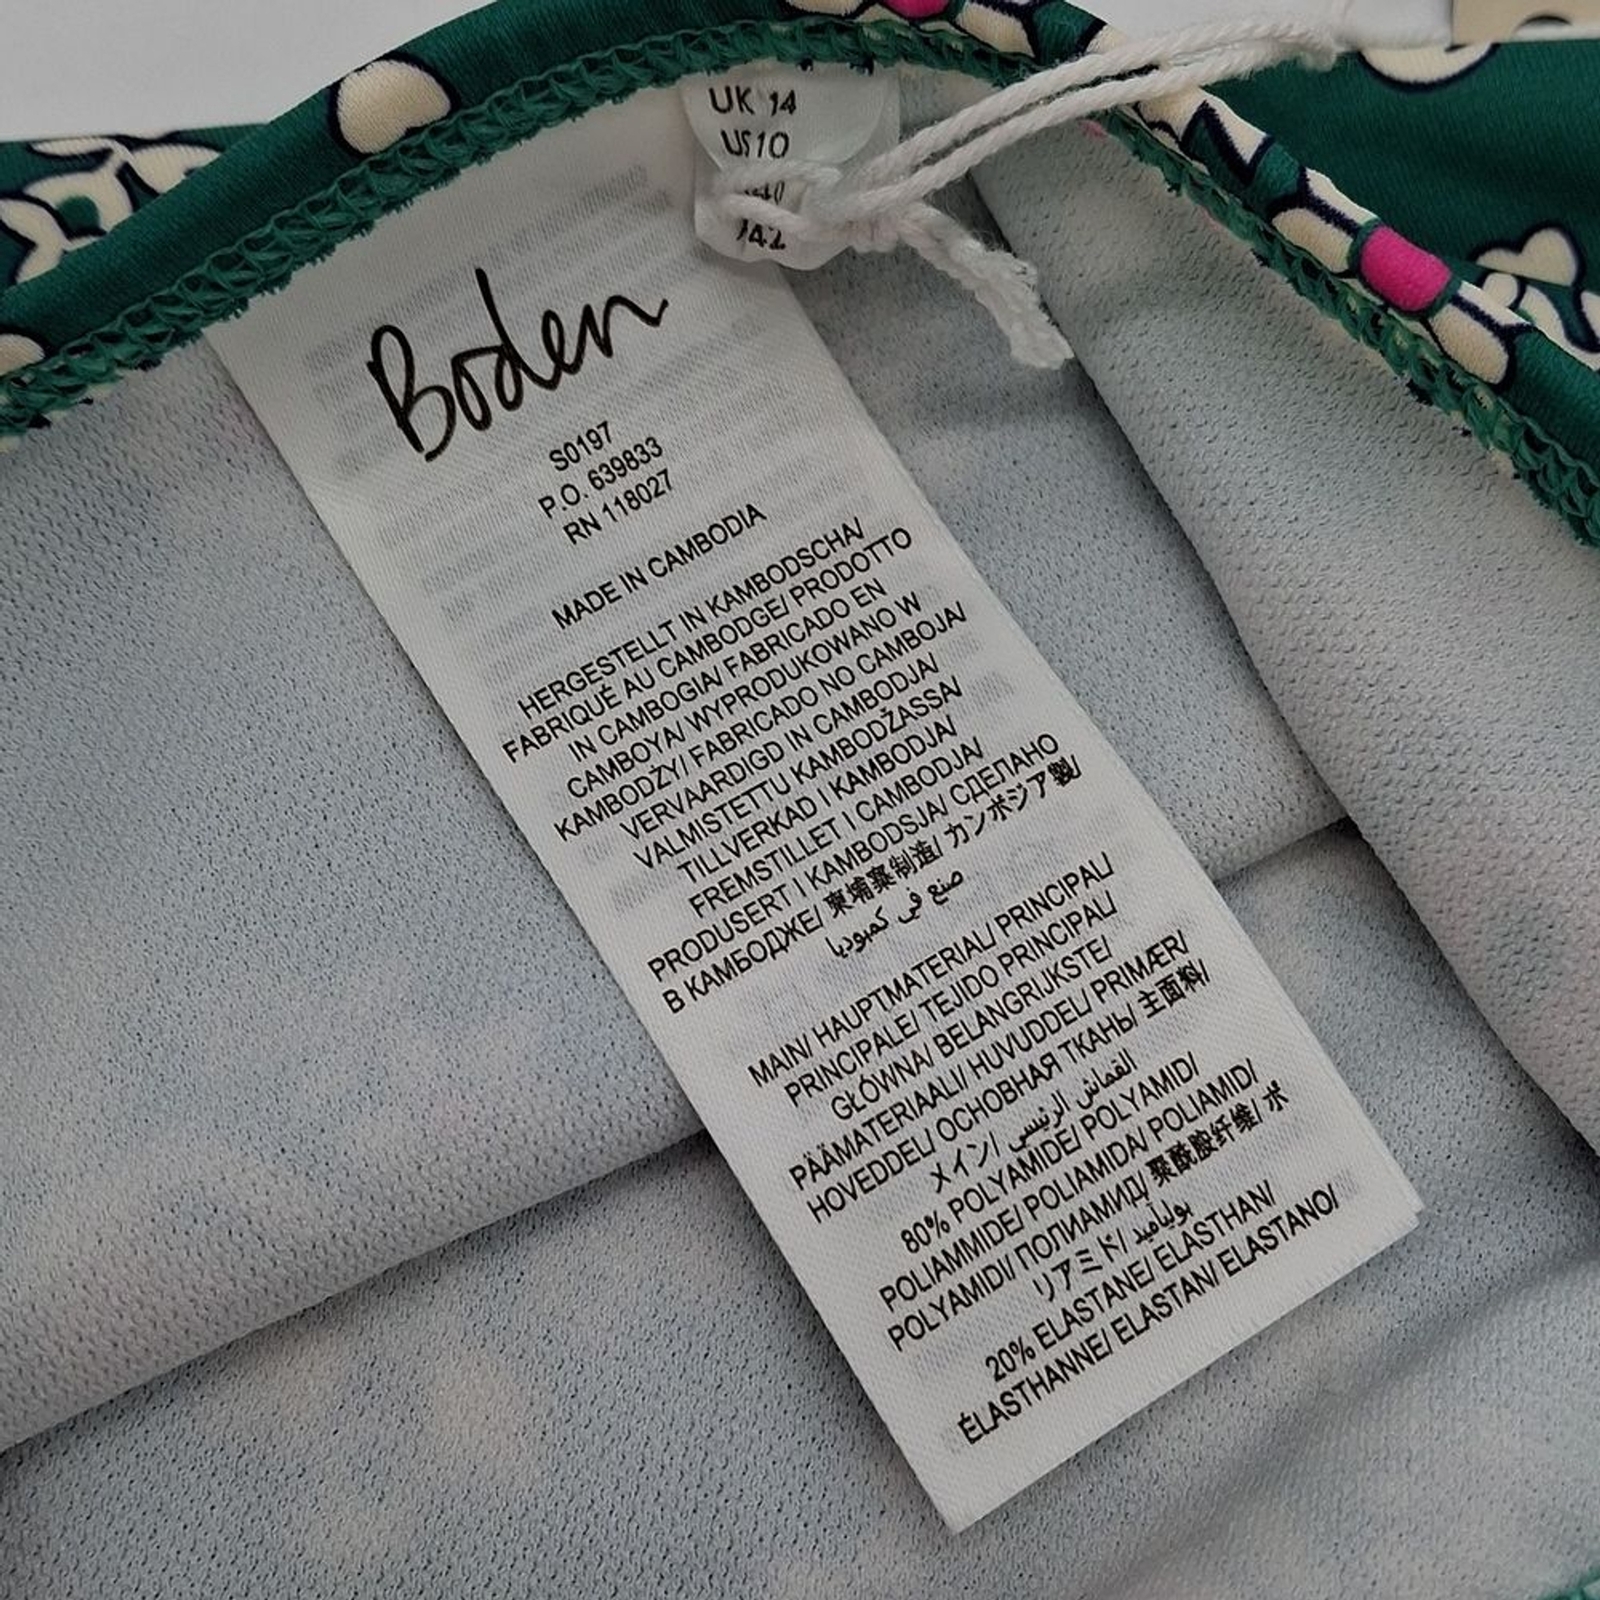 UK 14
US 10
42
Boden
S0197
P.O. 639833
RN 118027
MADE IN CAMBODIA
HERGESTELLT IN KAMBODSCHA/
FABRIQUÉ AU CAMBODGE/ PRODOTTO
IN CAMBOGIA/ FABRICADO EN
CAMBOYA/ WYPRODUKOWANO W
KAMBODŻY/ FABRICADO NO CAMBOJA/
VERVAARDIGD IN CAMBODJA/
VALMISTETTU KAMBODŽASSA/
TILLVERKAD I KAMBODJA/
FREMSTILLET I CAMBODJA/
PRODUSERT I KAMBODSJA/ СДЕЛАНО
В КАМБОДЖЕ/ 柬埔寨制造/ カンボジア製/
صنع في كمبوديا
MAIN/ HAUPTMATERIAL/ PRINCIPAL/
PRINCIPALE/ TEJIDO PRINCIPAL/
GŁÓWNA/ BELANGRIJKSTE/
PÄÄMATERIAALI/ HUVUDDEL/ PRIMÆR/
HOVEDDEL/ ОСНОВНАЯ ТКАНЬ/ 主面料/
メイン/ القماش الرئيسي
80% POLYAMIDE/ POLYAMID/
POLIAMMIDE/ POLIAMIDA/ POLIAMID/
POLYAMIDI/ ПОЛИАМИД/ 聚酰胺纤维/ ポ
リアミド/ بولياميد
20% ELASTANE/ ELASTHAN/
ÉLASTHANNE/ ELASTAN/ ELASTANO/